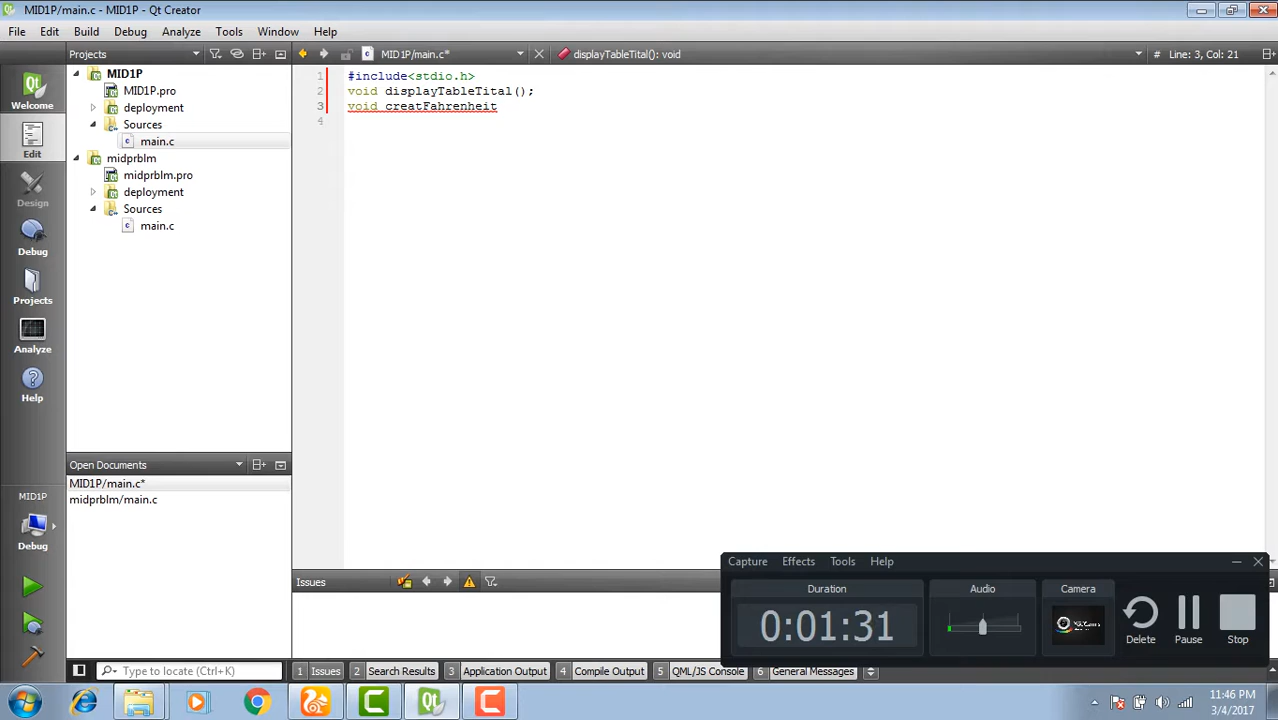 MID1P/main.c - MID1P - Qt Creator
File Edit Build Debug Analyze Tools Window Help
Projects MID1P/main.c* displayTableTital(): void # Line: 3, Col: 21
Welcome
Edit
Design
Debug
Projects
Analyze
Help
MID1P
Debug
MID1P
MID1P.pro
deployment
Sources
main.c
midprblm
midprblm.pro
deployment
Sources
main.c
Open Documents
MID1P/main.c*
midprblm/main.c
1 #include<stdio.h>
2 void displayTableTital();
3 void creatFahrenheit
4
Issues
Capture Effects Tools Help
Duration Audio Camera
0:01:31
Delete Pause Stop
Type to locate (Ctrl+K) 1 Issues 2 Search Results 3 Application Output 4 Compile Output 5 QML/JS Console 6 General Messages
11:46 PM
3/4/2017